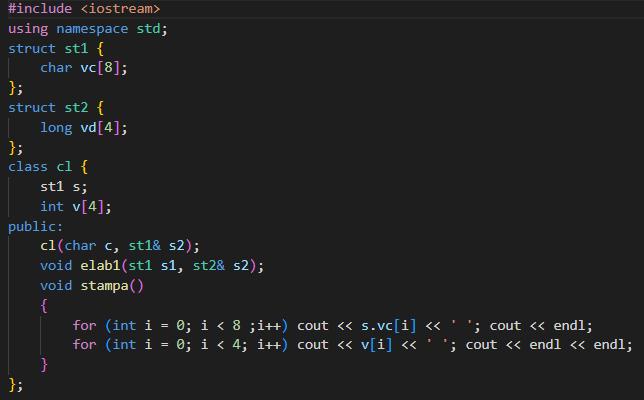 #include <iostream>
using namespace std;
struct st1 {
    char vc[8];
};
struct st2 {
    long vd[4];
};
class cl {
    st1 s;
    int v[4];
public:
    cl(char c, st1& s2);
    void elab1(st1 s1, st2& s2);
    void stampa()
    {
        for (int i = 0; i < 8 ;i++) cout << s.vc[i] << ' '; cout << endl;
        for (int i = 0; i < 4; i++) cout << v[i] << ' '; cout << endl << endl;
    }
};